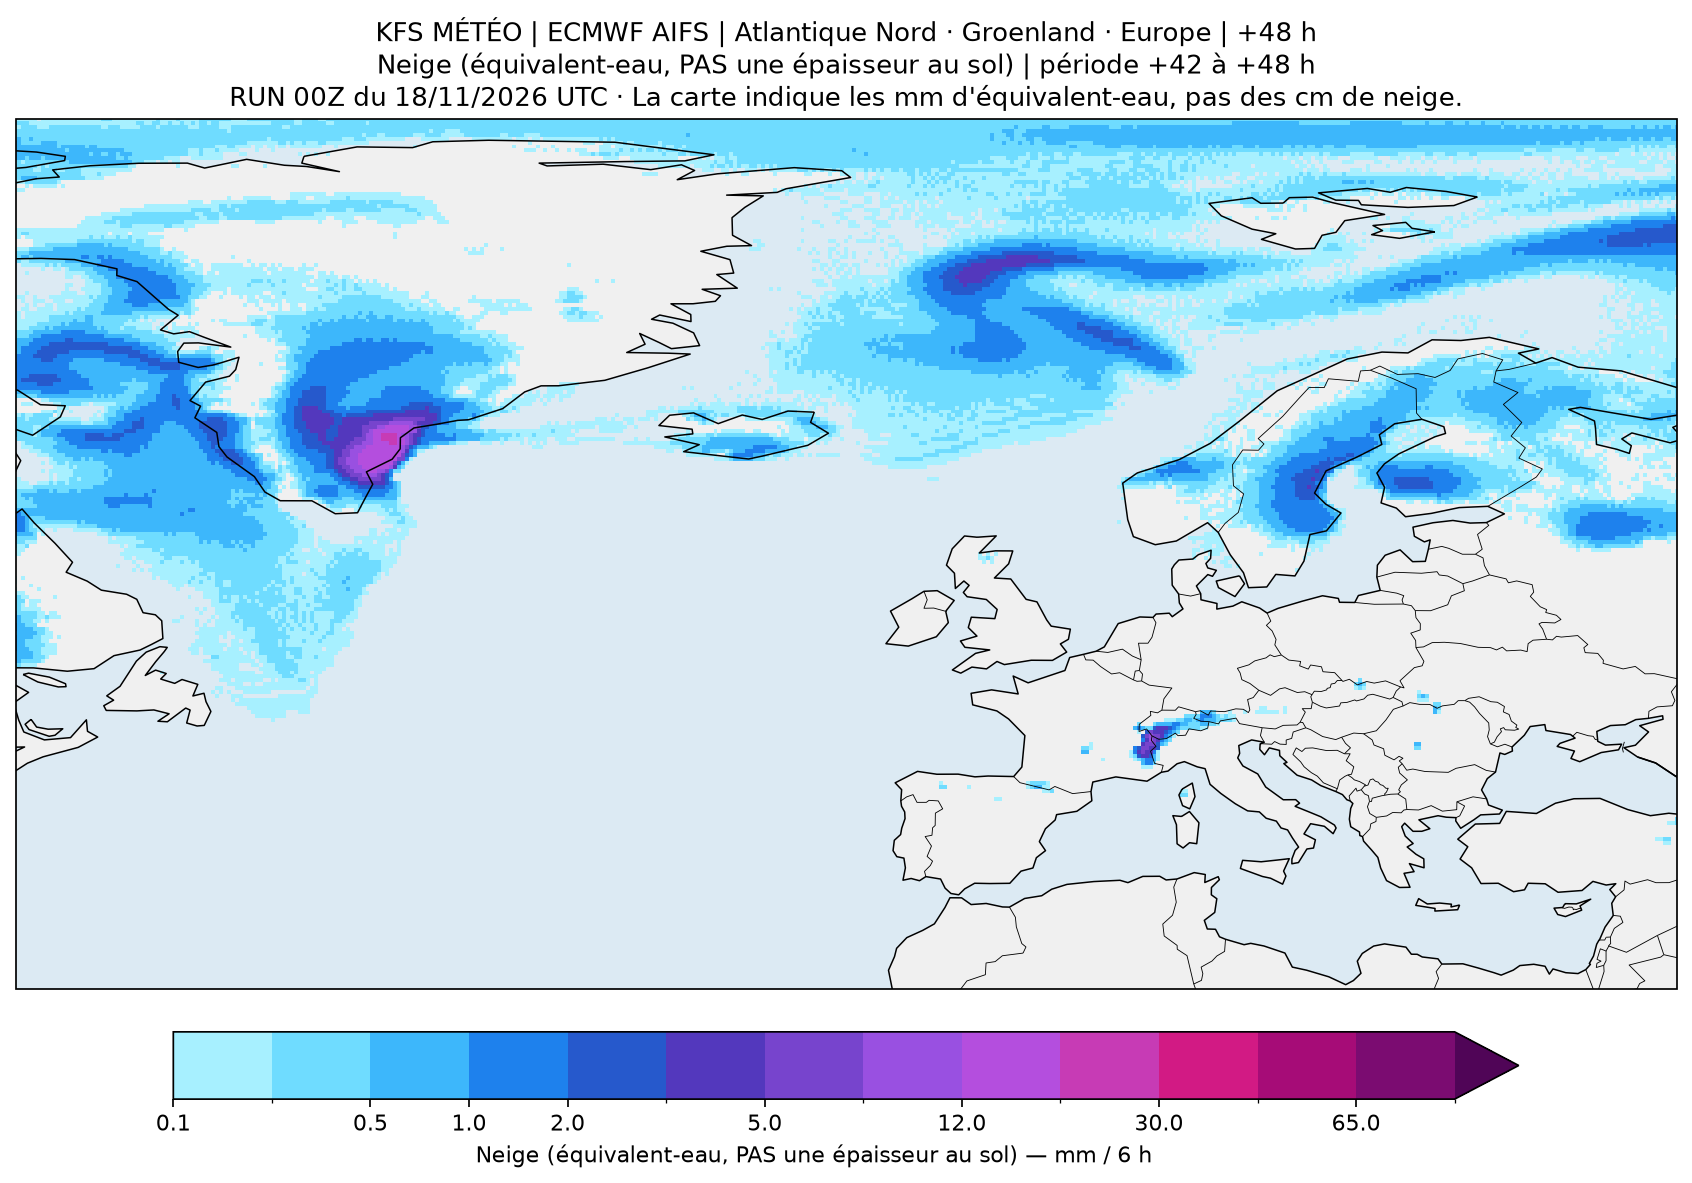 KFS MÉTÉO | ECMWF AIFS | Atlantique Nord · Groenland · Europe | +48 h
Neige (équivalent-eau, PAS une épaisseur au sol) | période +42 à +48 h
RUN 00Z du 18/11/2026 UTC · La carte indique les mm d'équivalent-eau, pas des cm de neige.
0.1 0.5 1.0 2.0 5.0 12.0 30.0 65.0
Neige (équivalent-eau, PAS une épaisseur au sol) — mm / 6 h